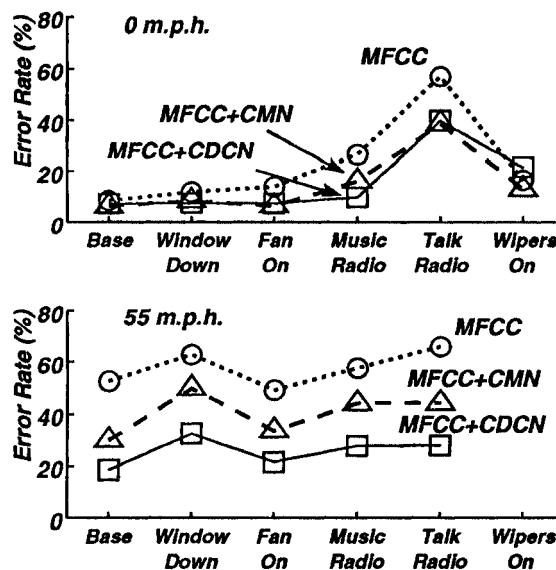 0 m.p.h.
Error Rate (%)
80
60
40
20
0
MFCC
MFCC+CMN
MFCC+CDCN
Base Window Down Fan On Music Radio Talk Radio Wipers On
55 m.p.h.
Error Rate (%)
80
60
40
20
0
MFCC
MFCC+CMN
MFCC+CDCN
Base Window Down Fan On Music Radio Talk Radio Wipers On